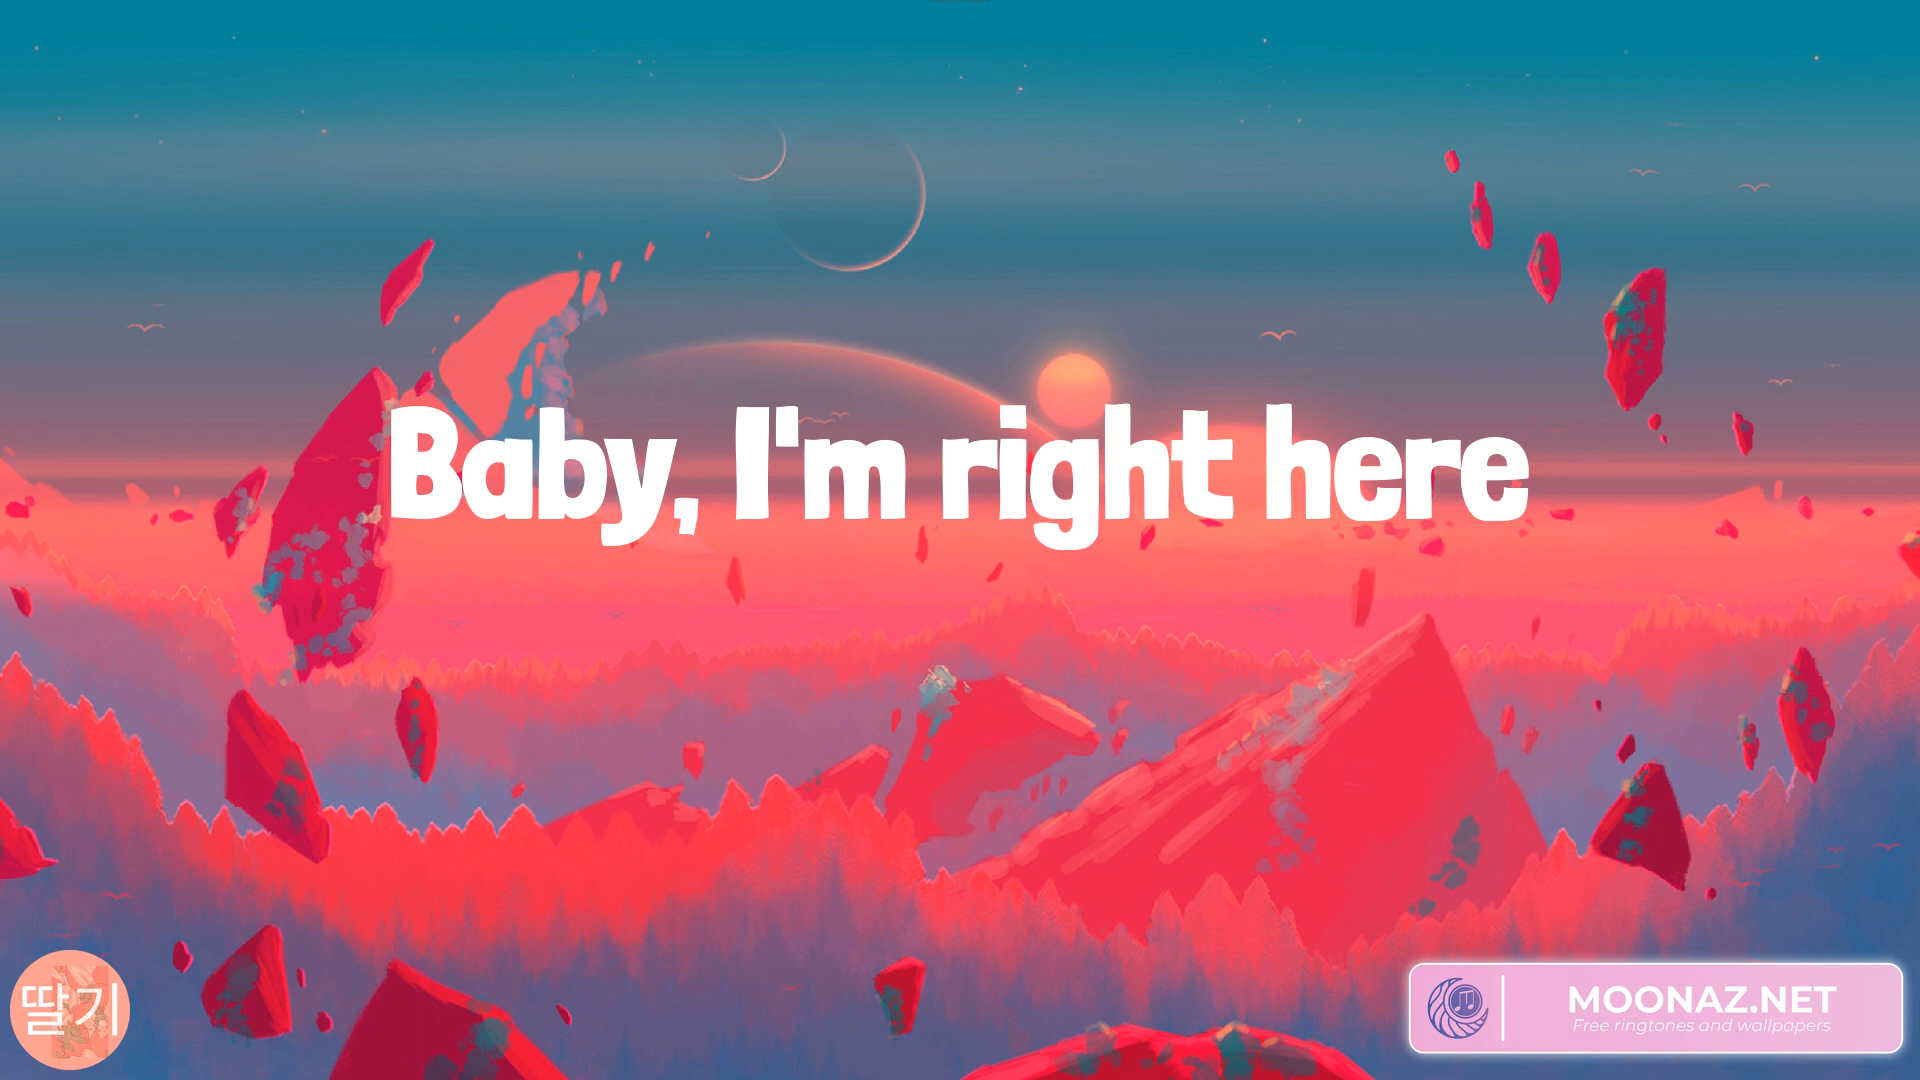 Baby, I'm right here
딸기
MOONAZ.NET
Free ringtones and wallpapers